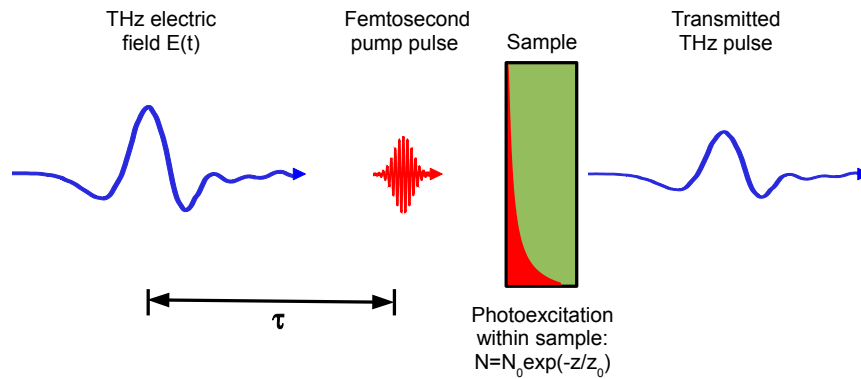 THz electric
field E(t)
Femtosecond
pump pulse
Sample
Transmitted
THz pulse
τ
Photoexcitation
within sample:
N=N₀exp(-z/z₀)